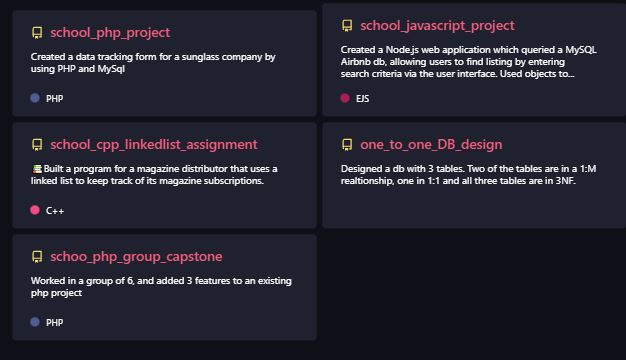 school_php_project
Created a data tracking form for a sunglass company by
using PHP and MySql
PHP
school_javascript_project
Created a Node.js web application which queried a MySQL
Airbnb db, allowing users to find listing by entering
search criteria via the user interface. Used objects to...
EJS
school_cpp_linkedlist_assignment
📚Built a program for a magazine distributor that uses a
linked list to keep track of its magazine subscriptions.
C++
one_to_one_DB_design
Designed a db with 3 tables. Two of the tables are in a 1:M
realtionship, one in 1:1 and all three tables are in 3NF.
schoo_php_group_capstone
Worked in a group of 6, and added 3 features to an existing
php project
PHP